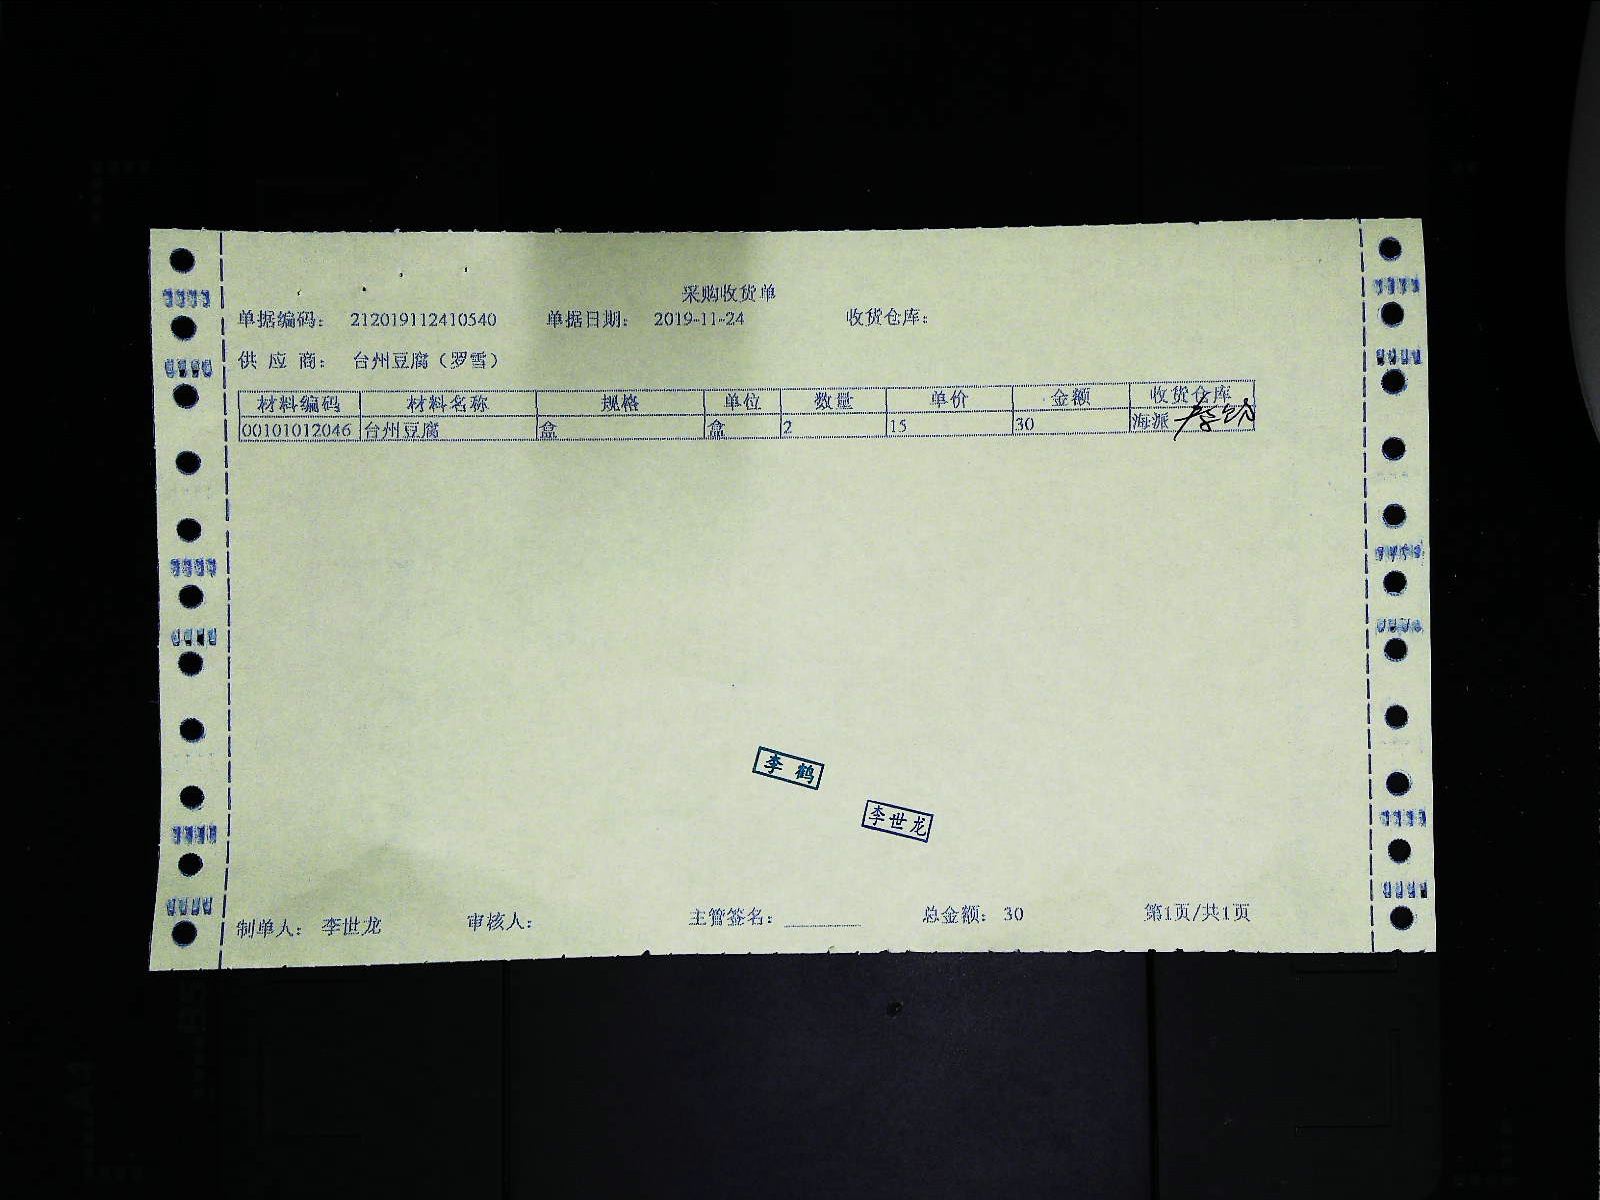 采购收货单
单据编码： 212019112410540 单据日期： 2019-11-24 收货仓库：
供 应 商： 台州豆腐（罗雪）
材料编码 材料名称 规格 单位 数量 单价 金额 收货仓库
00101012046 台州豆腐 盒 盒 2 15 30 海派
李 鹤
李世龙
制单人： 李世龙 审核人： 主管签名： 总金额： 30 第1页/共1页